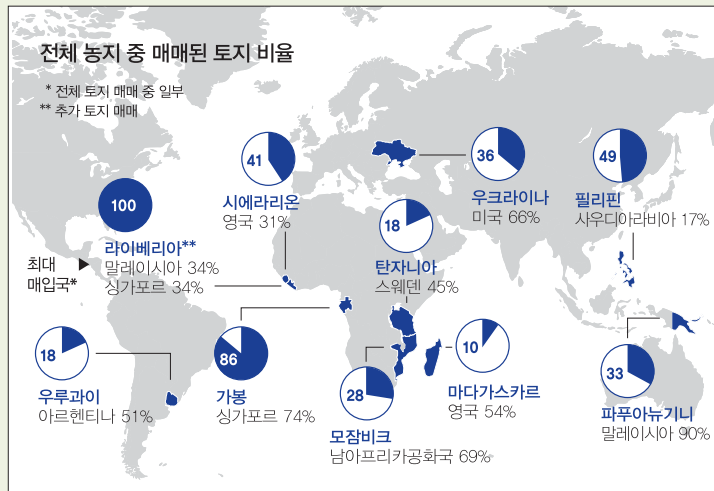 전체 농지 중 매매된 토지 비율
* 전체 토지 매매 중 일부
** 추가 토지 매매
41
시에라리온
영국 31%
36
우크라이나
미국 66%
49
필리핀
사우디아라비아 17%
100
라이베리아**
말레이시아 34%
싱가포르 34%
최대
매입국*
18
탄자니아
스웨덴 45%
18
우루과이
아르헨티나 51%
86
가봉
싱가포르 74%
28
모잠비크
남아프리카공화국 69%
10
마다가스카르
영국 54%
33
파푸아뉴기니
말레이시아 90%